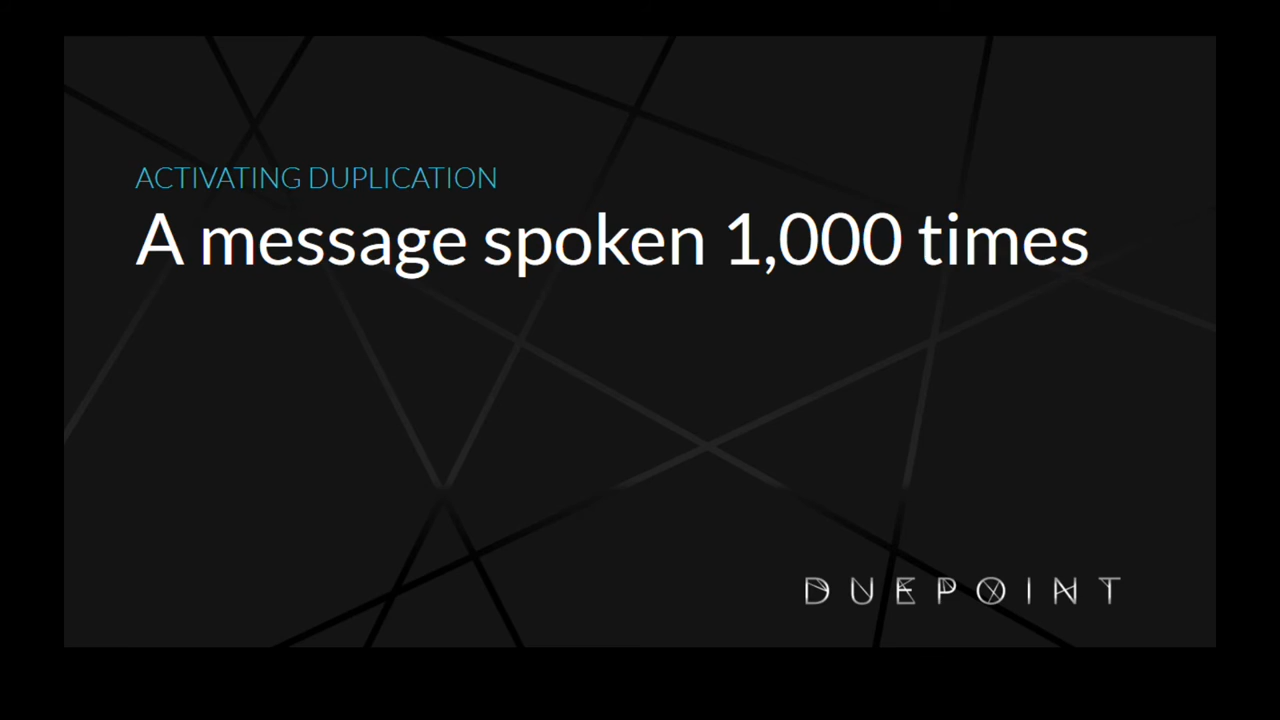 ACTIVATING DUPLICATION
A message spoken 1,000 times
DUEPOINT